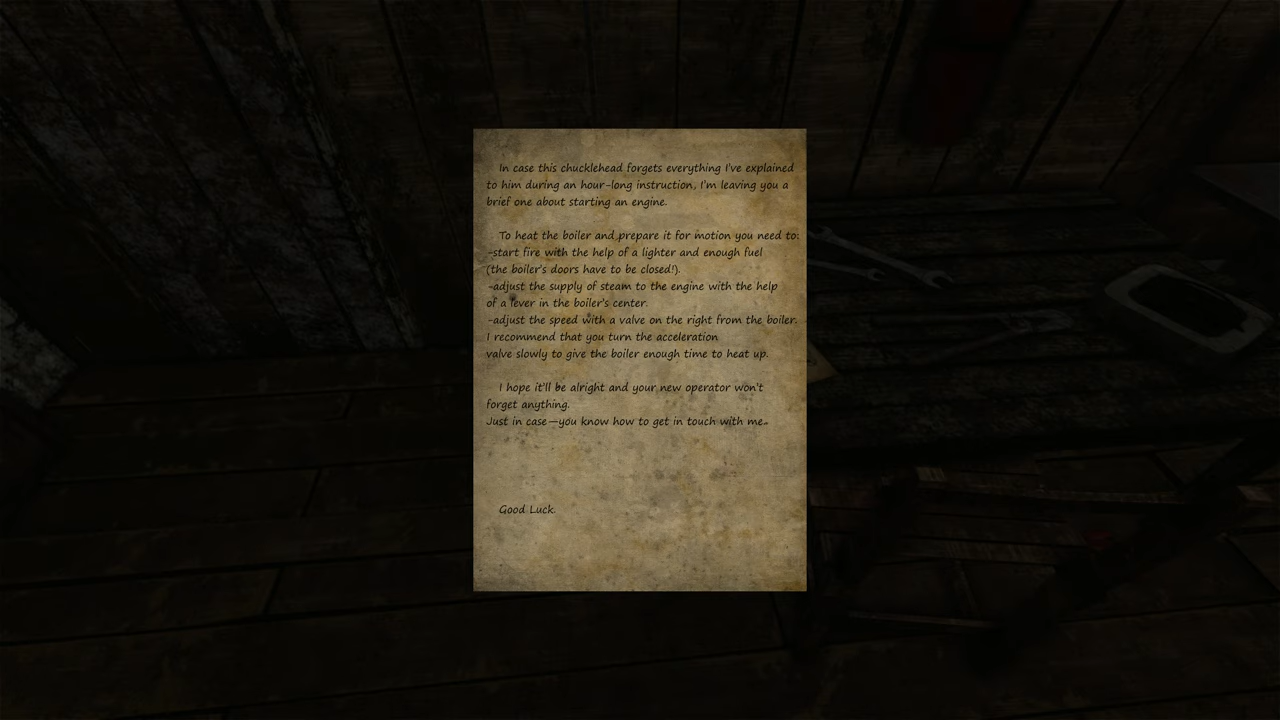 In case this chucklehead forgets everything I've explained
to him during an hour-long instruction, I'm leaving you a
brief one about starting an engine.
To heat the boiler and prepare it for motion you need to:
-start fire with the help of a lighter and enough fuel
(the boiler's doors have to be closed!).
-adjust the supply of steam to the engine with the help
of a lever in the boiler's center.
-adjust the speed with a valve on the right from the boiler.
I recommend that you turn the acceleration
valve slowly to give the boiler enough time to heat up.
I hope it'll be alright and your new operator won't
forget anything.
Just in case—you know how to get in touch with me.
Good Luck.